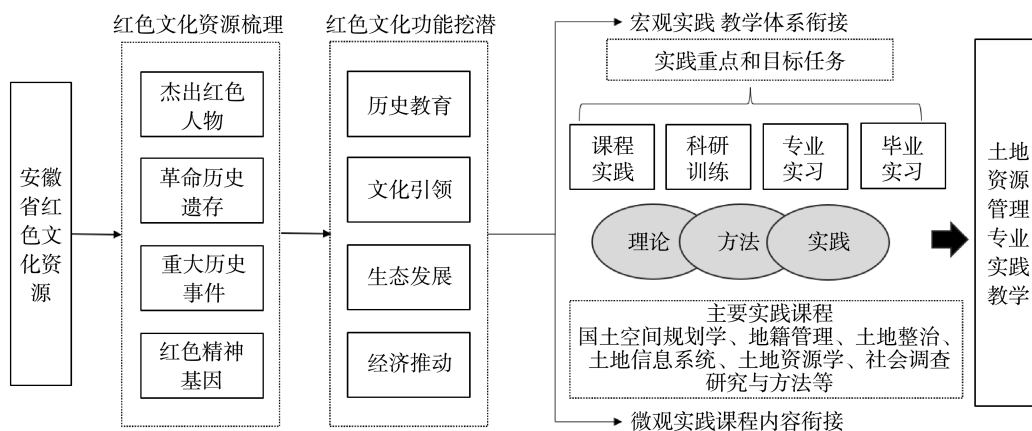 安徽
省红
色文
化资
源
红色文化资源梳理
杰出红色
人物
革命历史
遗存
重大历史
事件
红色精神
基因
红色文化功能挖潜
历史教育
文化引领
生态发展
经济推动
宏观实践 教学体系衔接
实践重点和目标任务
课程
实践
科研
训练
专业
实习
毕业
实习
理论
方法
实践
主要实践课程
国土空间规划学、地籍管理、土地整治、
土地信息系统、土地资源学、社会调查
研究与方法等
微观实践课程内容衔接
土地
资源
管理
专业
实践
教学